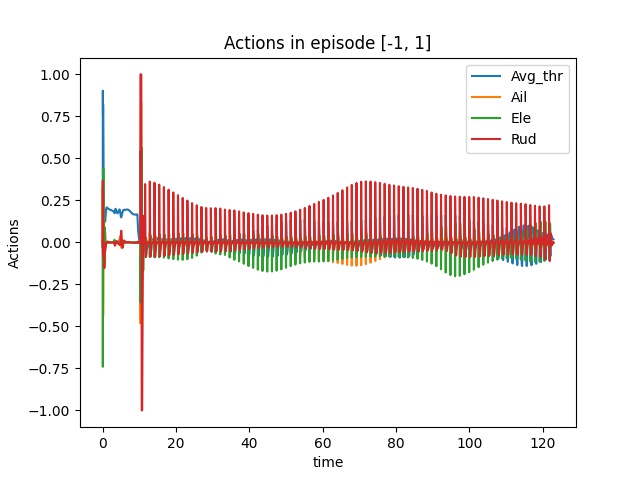 Actions in episode [-1, 1]
Actions
1.00
0.75
0.50
0.25
0.00
−0.25
−0.50
−0.75
−1.00
Avg_thr
Ail
Ele
Rud
0 20 40 60 80 100 120
time